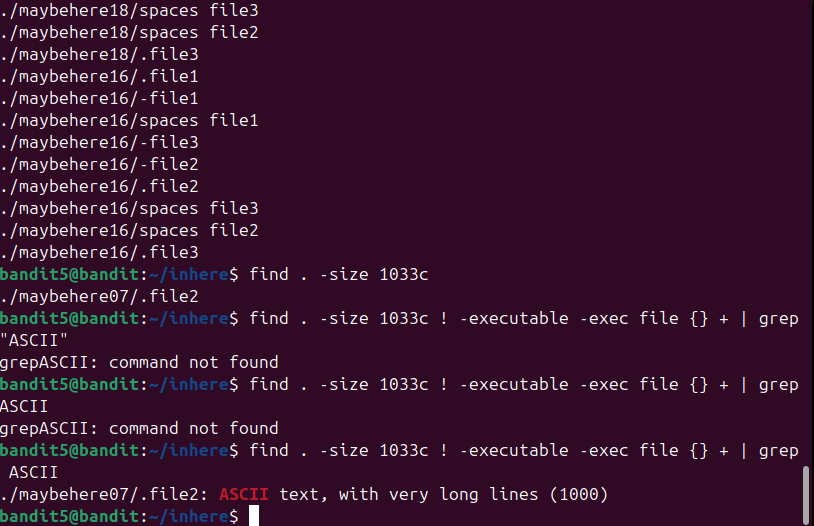 ./maybehere18/spaces file3
./maybehere18/spaces file2
./maybehere18/.file3
./maybehere16/.file1
./maybehere16/-file1
./maybehere16/spaces file1
./maybehere16/-file3
./maybehere16/-file2
./maybehere16/.file2
./maybehere16/spaces file3
./maybehere16/spaces file2
./maybehere16/.file3
bandit5@bandit:~/inhere$ find . -size 1033c
./maybehere07/.file2
bandit5@bandit:~/inhere$ find . -size 1033c ! -executable -exec file {} + | grep
"ASCII"
grepASCII: command not found
bandit5@bandit:~/inhere$ find . -size 1033c ! -executable -exec file {} + | grep
ASCII
grepASCII: command not found
bandit5@bandit:~/inhere$ find . -size 1033c ! -executable -exec file {} + | grep
 ASCII
./maybehere07/.file2: ASCII text, with very long lines (1000)
bandit5@bandit:~/inhere$